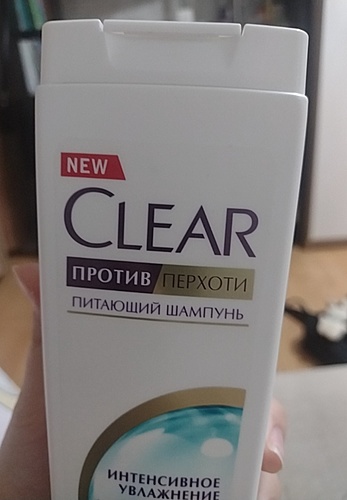 NEW
CLEAR
ПРОТИВ ПЕРХОТИ
ПИТАЮЩИЙ ШАМПУНЬ
ИНТЕНСИВНОЕ
УВЛАЖНЕНИЕ